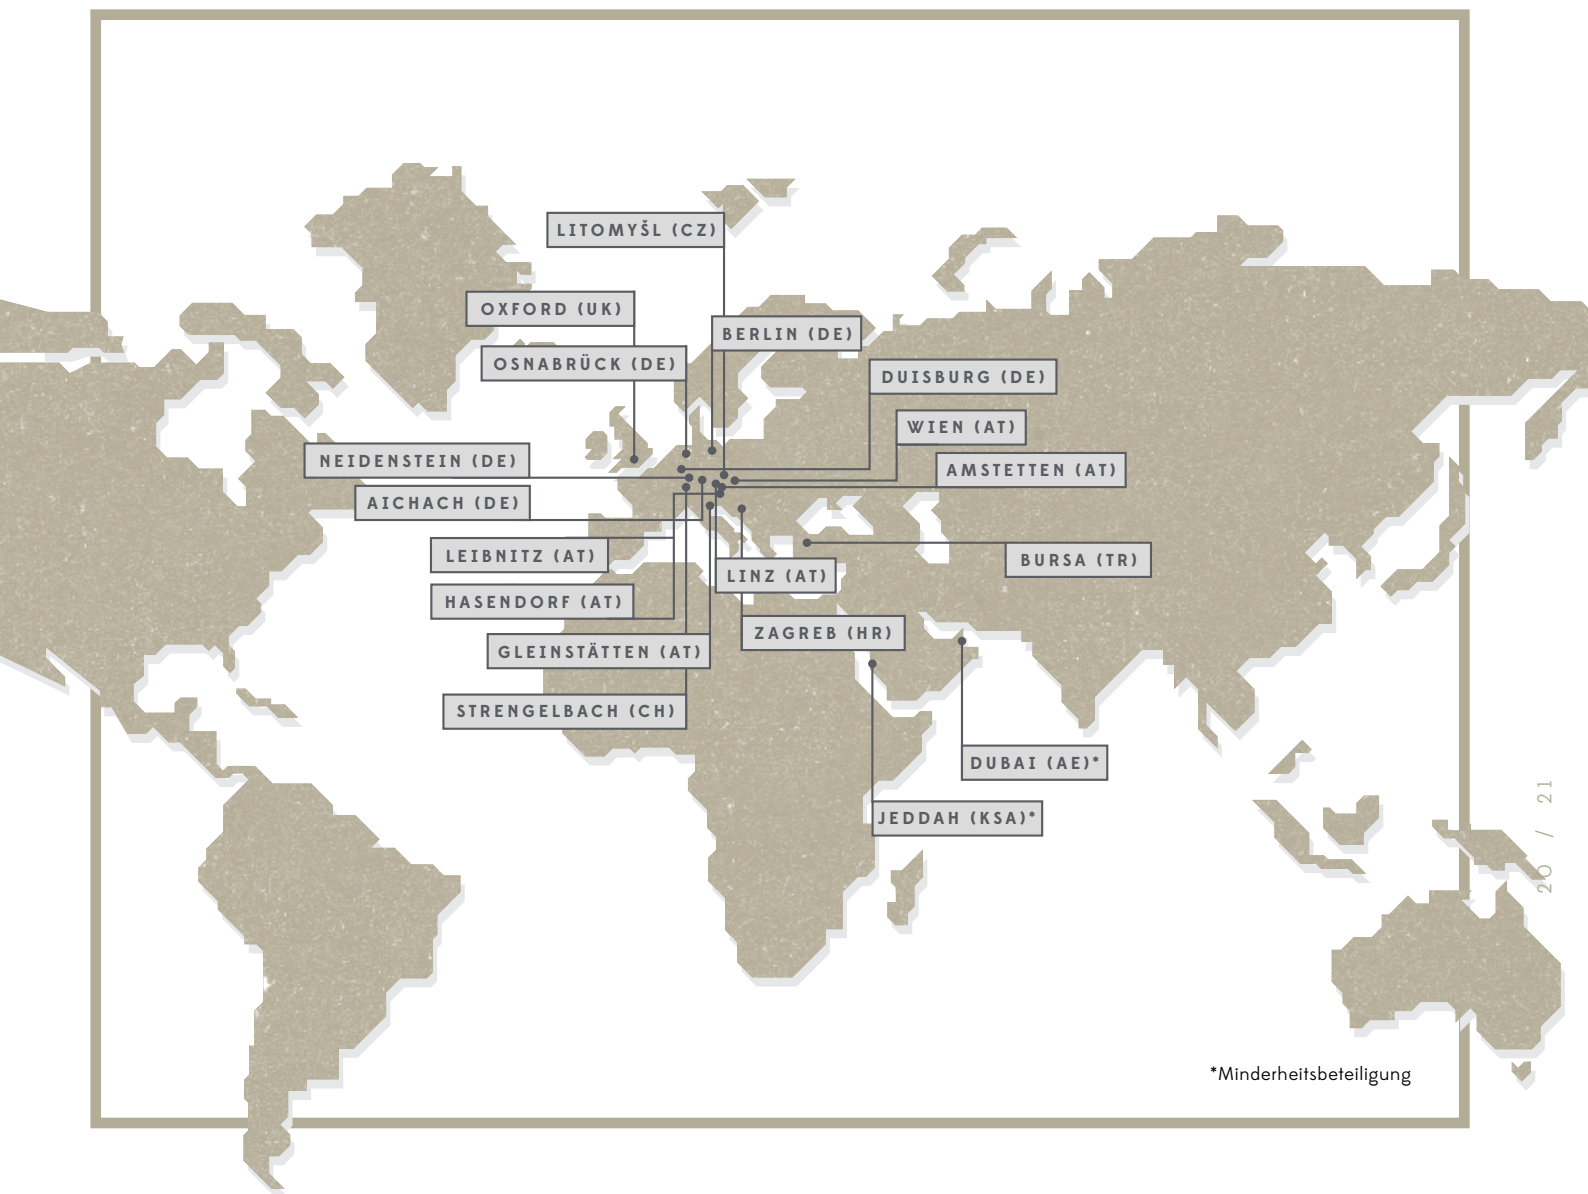 LITOMYŠL (CZ)
OXFORD (UK)
BERLIN (DE)
OSNABRÜCK (DE)
DUISBURG (DE)
WIEN (AT)
NEIDENSTEIN (DE)
AMSTETTEN (AT)
AICHACH (DE)
LEIBNITZ (AT)
BURSA (TR)
LINZ (AT)
HASENDORF (AT)
ZAGREB (HR)
GLEINSTÄTTEN (AT)
STRENGELBACH (CH)
DUBAI (AE)*
JEDDAH (KSA)*
20 / 21
*Minderheitsbeteiligung